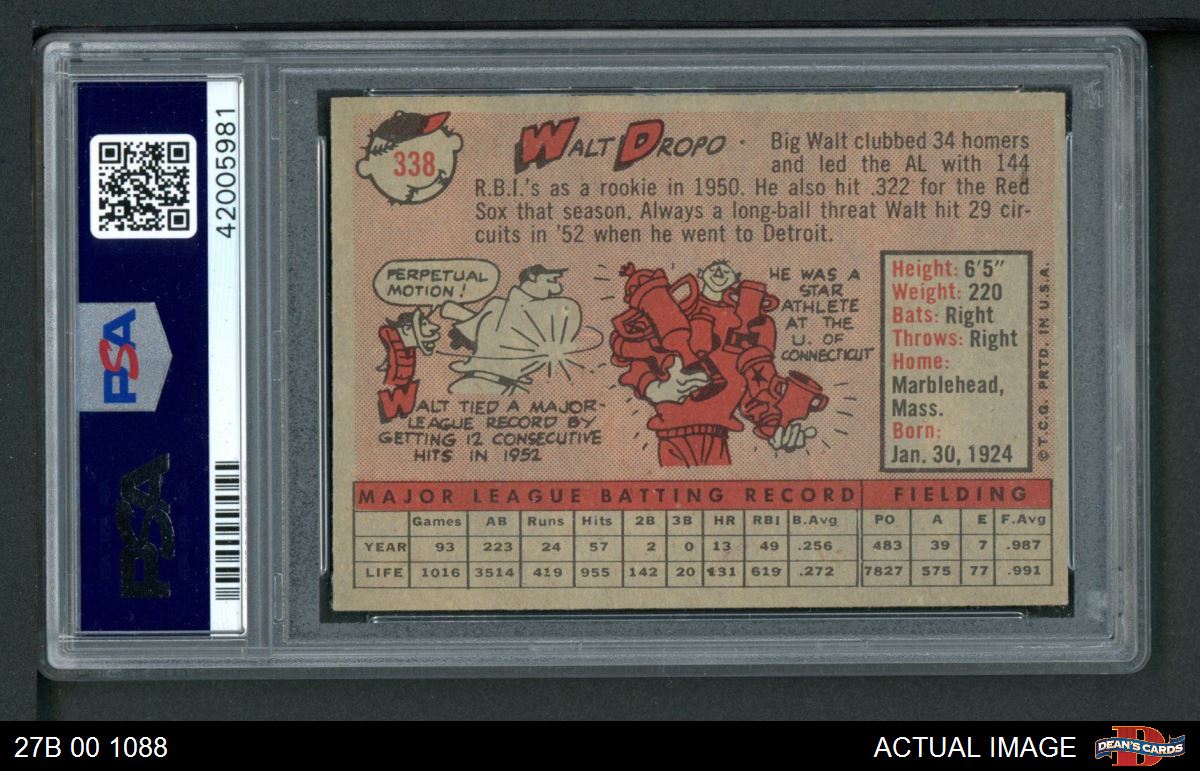 42005981
PSA
PSA
338
WALT DROPO · Big Walt clubbed 34 homers
and led the AL with 144
R.B.I.'s as a rookie in 1950. He also hit .322 for the Red
Sox that season. Always a long-ball threat Walt hit 29 cir-
cuits in '52 when he went to Detroit.
PERPETUAL
MOTION!
WALT TIED A MAJOR-
LEAGUE RECORD BY
GETTING 12 CONSECUTIVE
HITS IN 1952
HE WAS A
STAR
ATHLETE
AT THE
U. OF
CONNECTICUT
Height: 6'5"
Weight: 220
Bats: Right
Throws: Right
Home:
Marblehead,
Mass.
Born:
Jan. 30, 1924
© T.C.G. PRTD. IN U.S.A.
MAJOR LEAGUE BATTING RECORD FIELDING
Games AB Runs Hits 2B 3B HR RBI B.Avg PO A E F.Avg
YEAR 93 223 24 57 2 0 13 49 .256 483 39 7 .987
LIFE 1016 3514 419 955 142 20 131 619 .272 7827 575 77 .991
27B 00 1088
ACTUAL IMAGE
D
DEAN'S CARDS